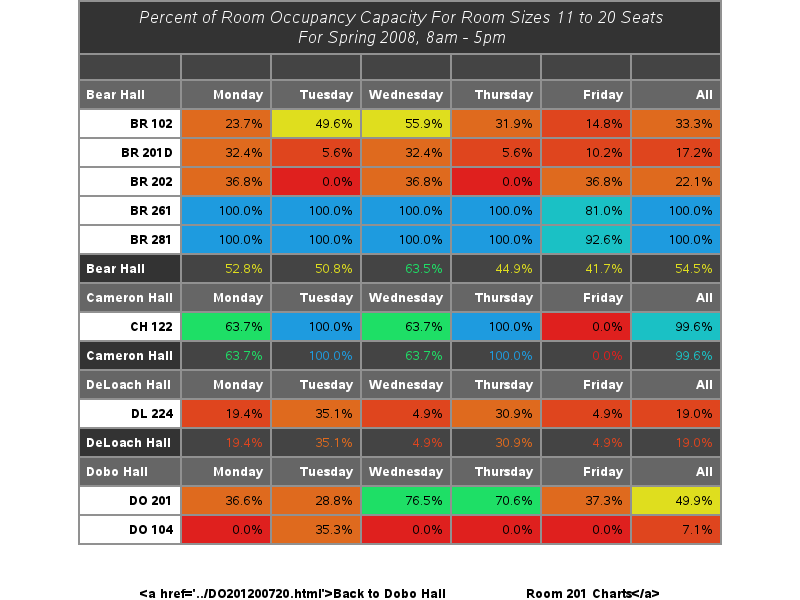 Percent of Room Occupancy Capacity For Room Sizes 11 to 20 Seats
For Spring 2008, 8am - 5pm
Bear Hall Monday Tuesday Wednesday Thursday Friday All
BR 102 23.7% 49.6% 55.9% 31.9% 14.8% 33.3%
BR 201D 32.4% 5.6% 32.4% 5.6% 10.2% 17.2%
BR 202 36.8% 0.0% 36.8% 0.0% 36.8% 22.1%
BR 261 100.0% 100.0% 100.0% 100.0% 81.0% 100.0%
BR 281 100.0% 100.0% 100.0% 100.0% 92.6% 100.0%
Bear Hall 52.8% 50.8% 63.5% 44.9% 41.7% 54.5%
Cameron Hall Monday Tuesday Wednesday Thursday Friday All
CH 122 63.7% 100.0% 63.7% 100.0% 0.0% 99.6%
Cameron Hall 63.7% 100.0% 63.7% 100.0% 0.0% 99.6%
DeLoach Hall Monday Tuesday Wednesday Thursday Friday All
DL 224 19.4% 35.1% 4.9% 30.9% 4.9% 19.0%
DeLoach Hall 19.4% 35.1% 4.9% 30.9% 4.9% 19.0%
Dobo Hall Monday Tuesday Wednesday Thursday Friday All
DO 201 36.6% 28.8% 76.5% 70.6% 37.3% 49.9%
DO 104 0.0% 35.3% 0.0% 0.0% 0.0% 7.1%
<a href='../DO201200720.html'>Back to Dobo Hall Room 201 Charts</a>